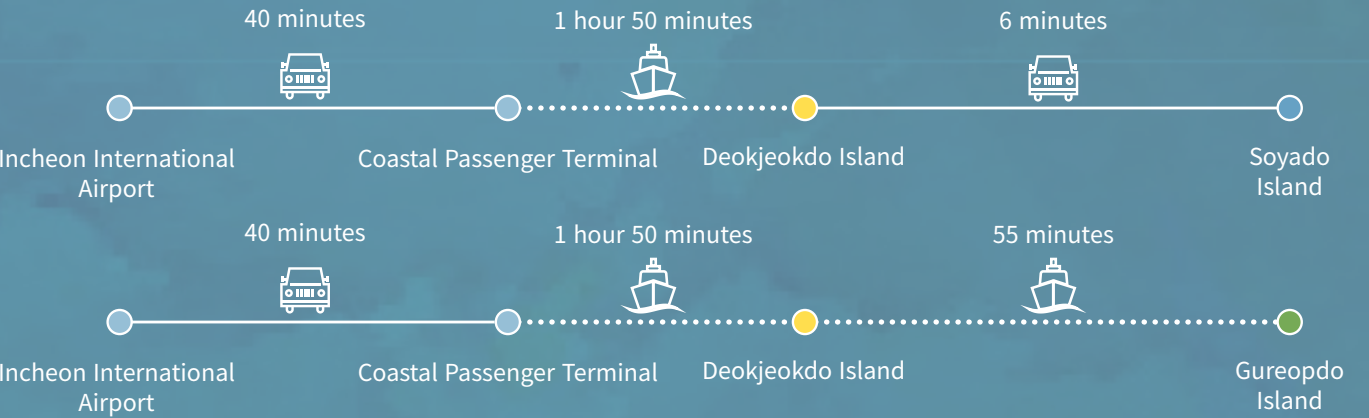 40 minutes
1 hour 50 minutes
6 minutes
Incheon International
Airport
Coastal Passenger Terminal
Deokjeokdo Island
Soyado
Island
40 minutes
1 hour 50 minutes
55 minutes
Incheon International
Airport
Coastal Passenger Terminal
Deokjeokdo Island
Gureopdo
Island